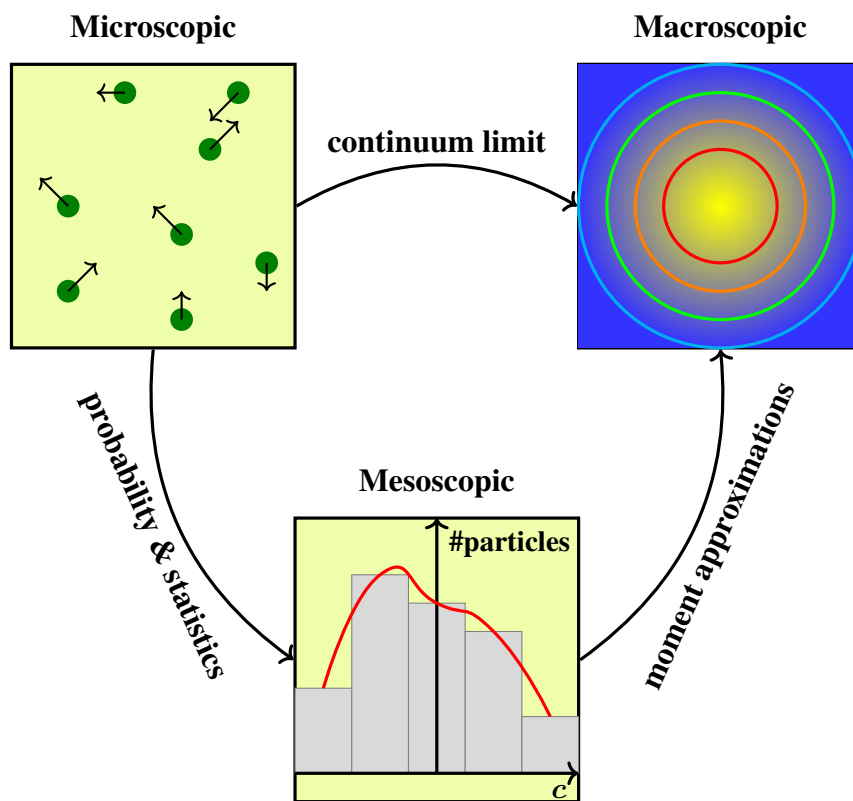 Microscopic
Macroscopic
continuum limit
probability & statistics
moment approximations
Mesoscopic
#particles
c